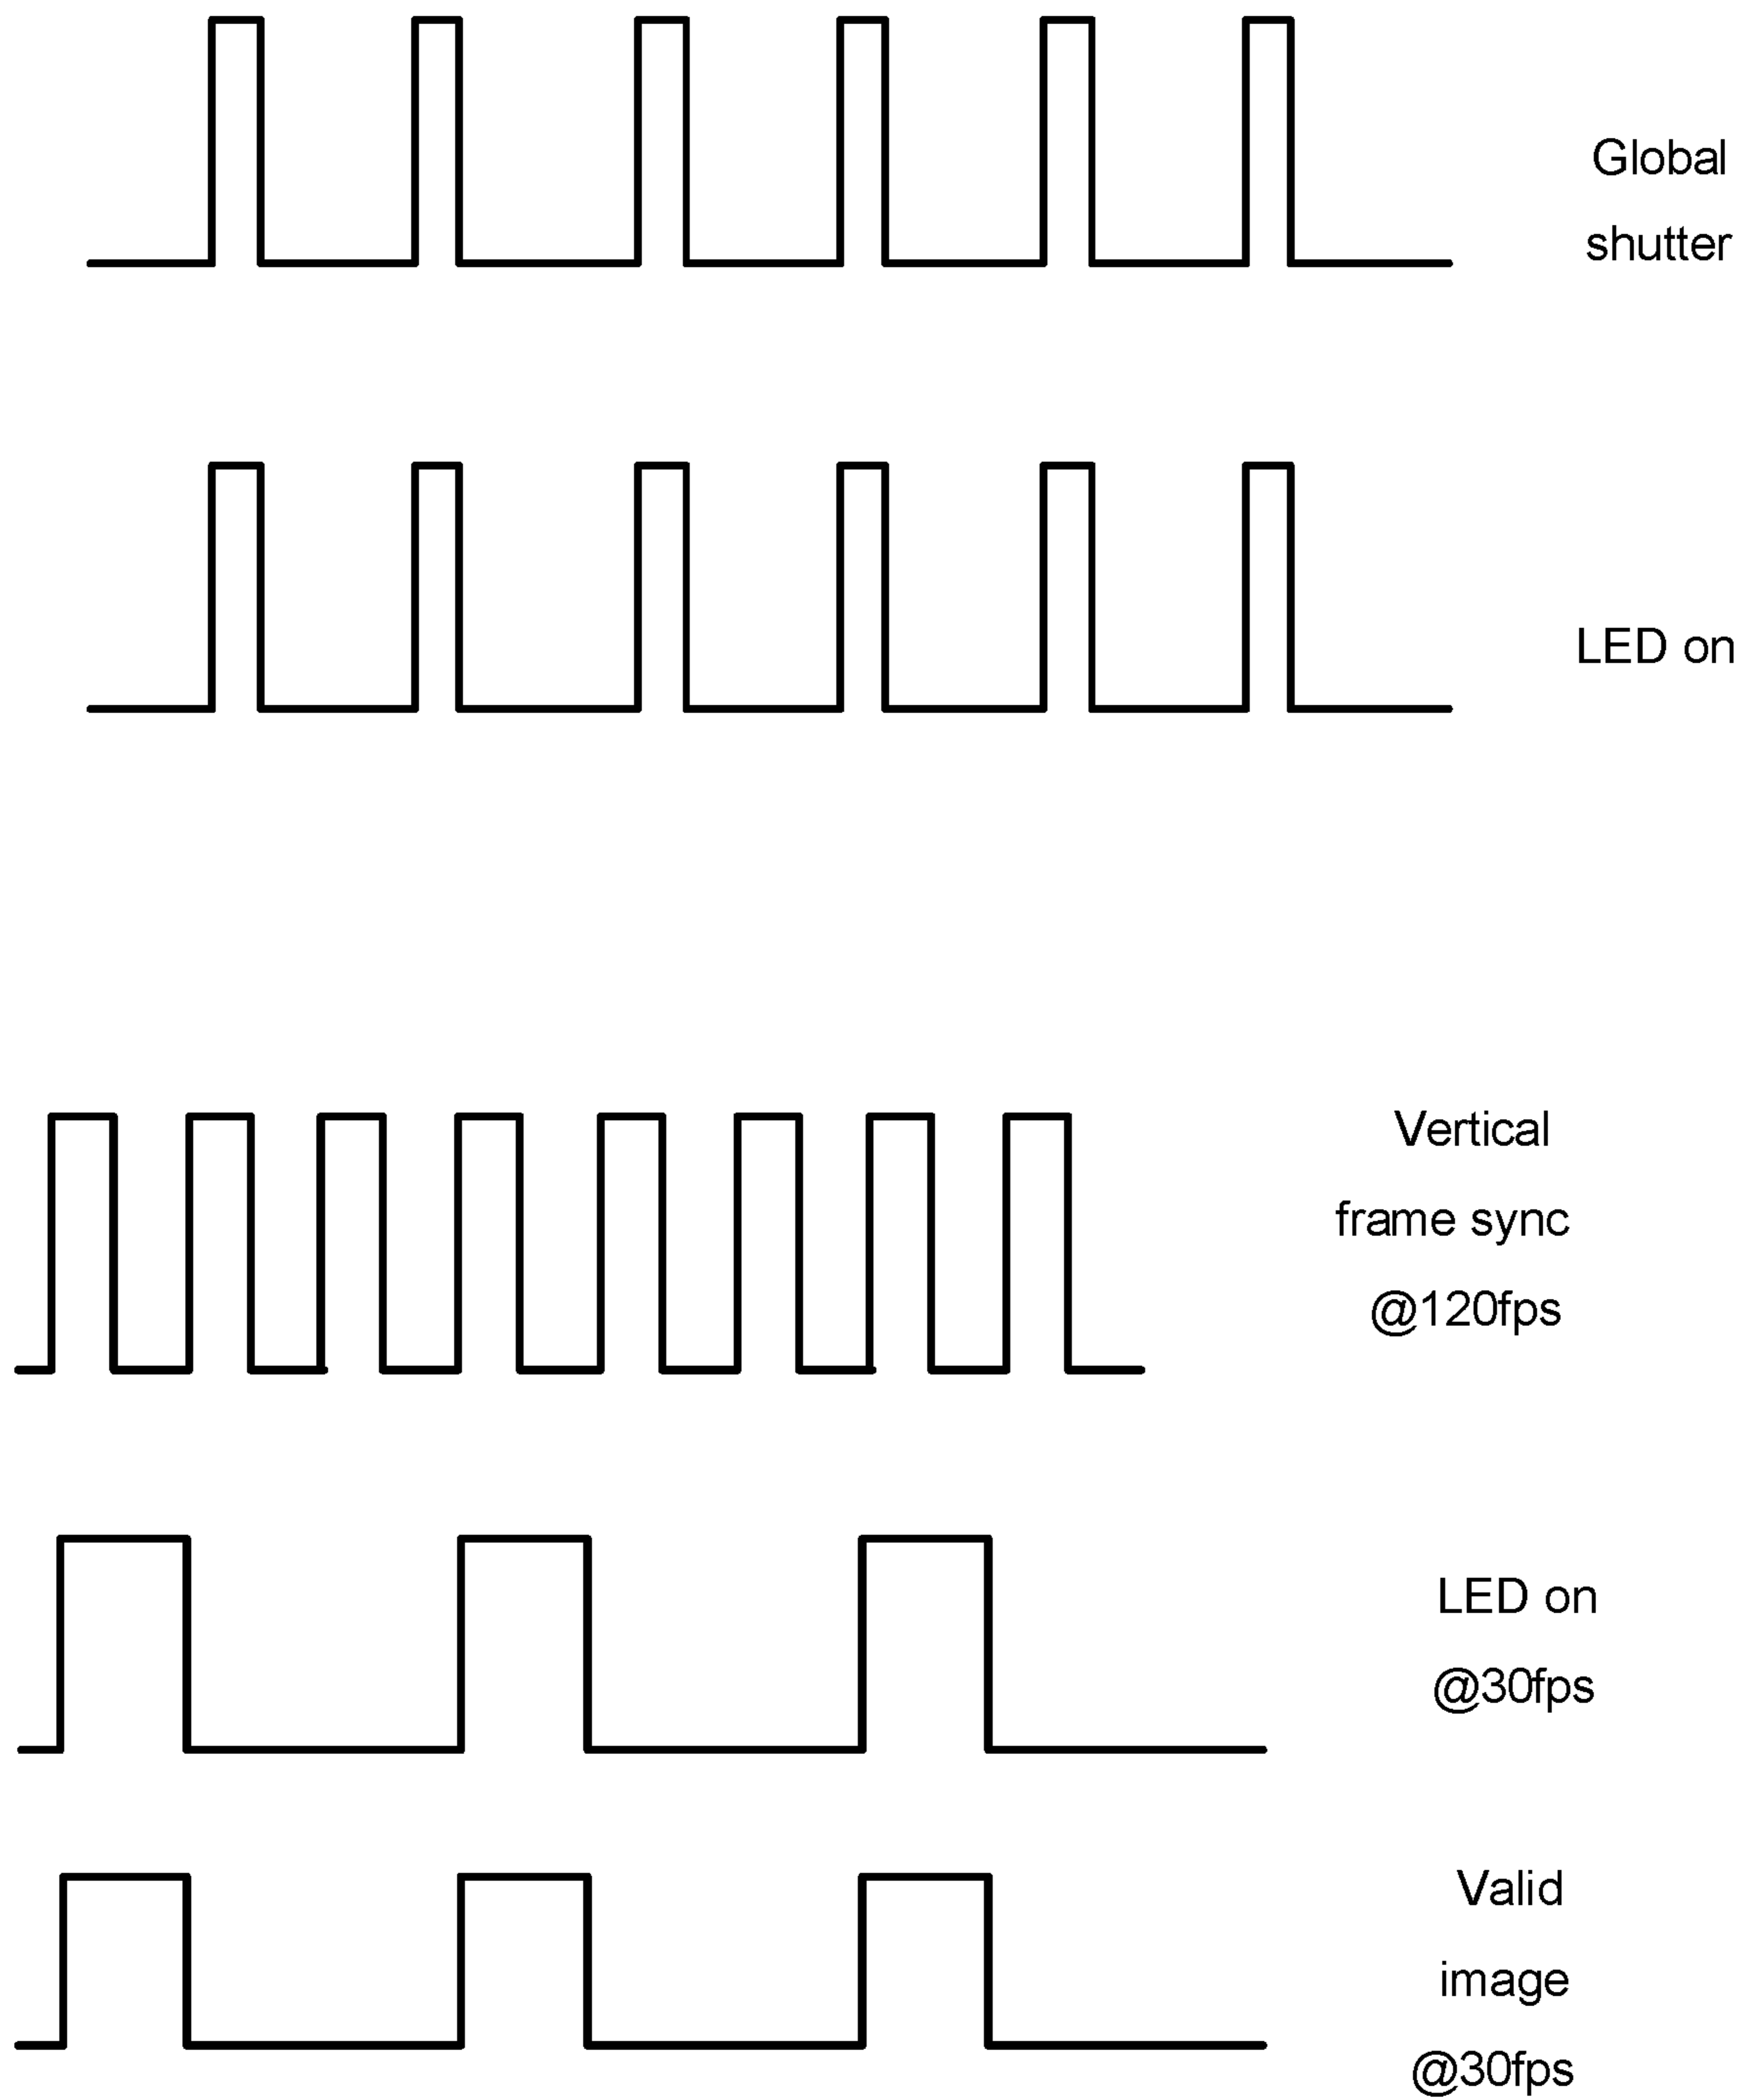 Global
shutter
LED on
Vertical
frame sync
@120fps
LED on
@30fps
Valid
image
@30fps